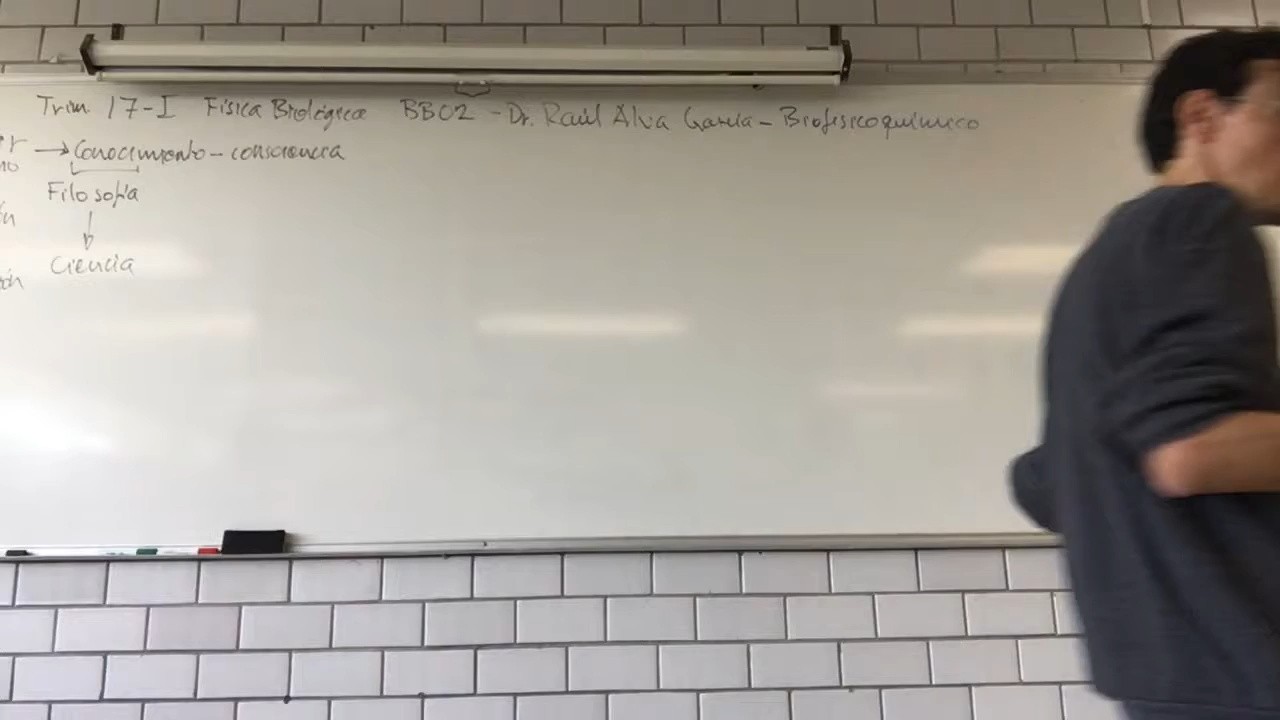 Trim 17-I Física Biológica BB02 - Dr. Raúl Alva García - Biofisicoquímico
→ Conocimiento - consciencia
Filosofía
↓
Ciencia